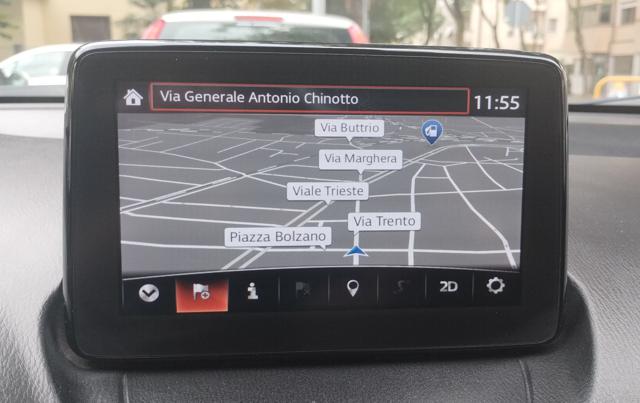 Via Generale Antonio Chinotto
11:55
Via Buttrio
Via Marghera
Viale Trieste
Via Trento
Piazza Bolzano
2D